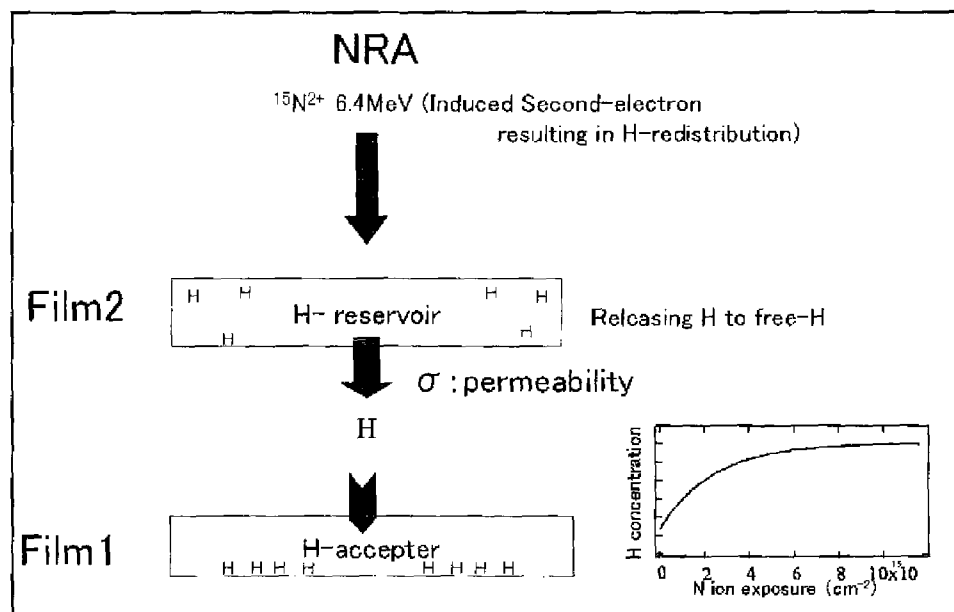 NRA
¹⁵N²⁺ 6.4MeV (Induced Second-electron
resulting in H-redistribution)
Film2
H H H H
H- reservoir
H H
Releasing H to free-H
σ : permeability
H
Film1
H-accepter
H H H H H H H H
H concentration
0 2 4 6 8 10x10¹⁵
N ion exposure (cm⁻²)